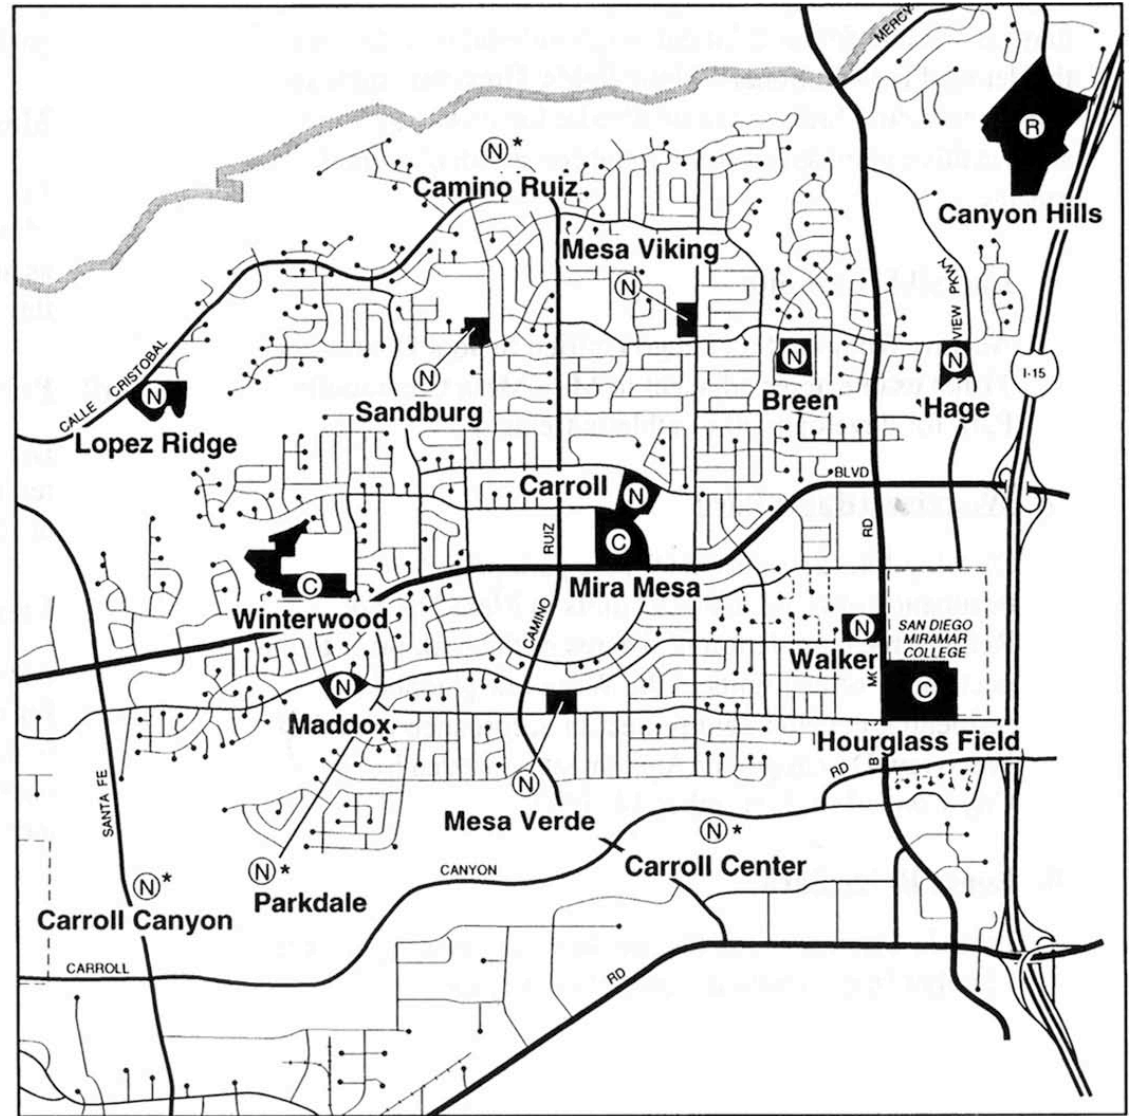 MERCY
R
N*
Camino Ruiz
Canyon Hills
Mesa Viking
N
VIEW PKWY
N
N
I-15
CALLE CRISTOBAL
N
N
Sandburg
Breen
Hage
Lopez Ridge
BLVD
Carroll
N
RUIZ
RD
C
C
Mira Mesa
Winterwood
CAMINO
N
SAN DIEGO
MIRAMAR
COLLEGE
Walker
N
C
Maddox
Hourglass Field
SANTA FE
RD
N
Mesa Verde
N*
Carroll Center
CANYON
N*
N*
Parkdale
Carroll Canyon
CARROLL
RD